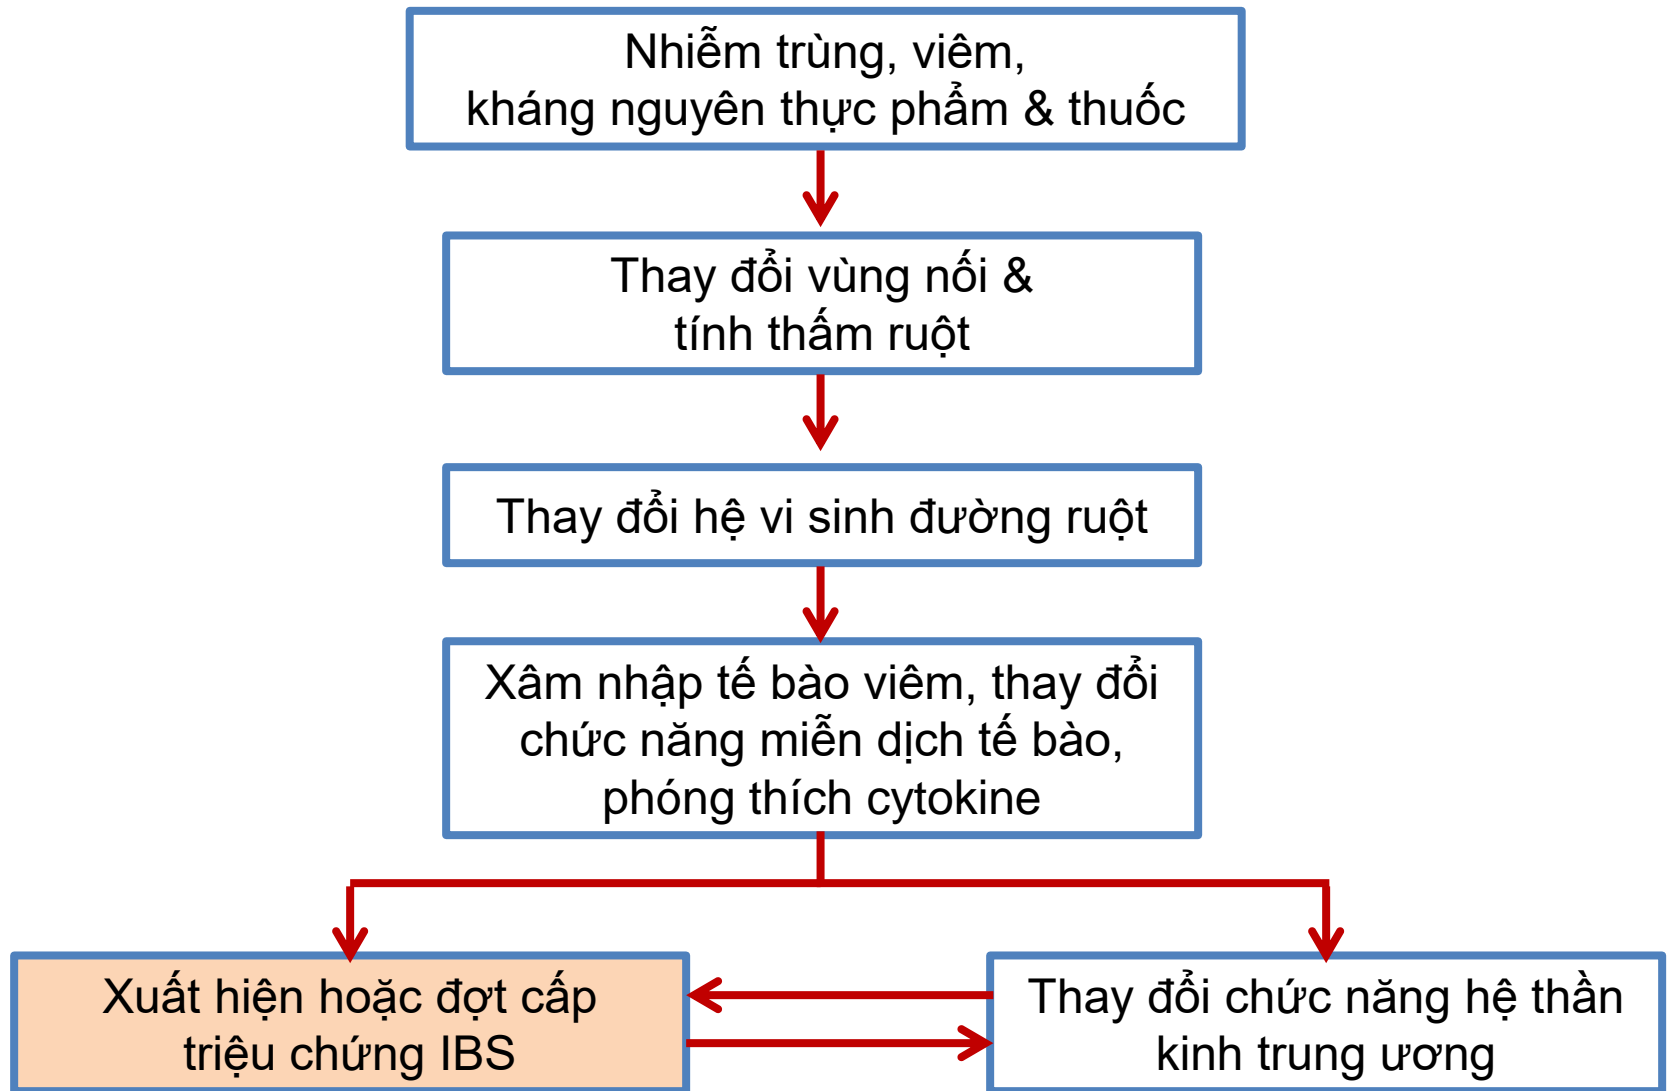 Nhiễm trùng, viêm,
kháng nguyên thực phẩm & thuốc
Thay đổi vùng nối &
tính thấm ruột
Thay đổi hệ vi sinh đường ruột
Xâm nhập tế bào viêm, thay đổi
chức năng miễn dịch tế bào,
phóng thích cytokine
Xuất hiện hoặc đợt cấp
triệu chứng IBS
Thay đổi chức năng hệ thần
kinh trung ương